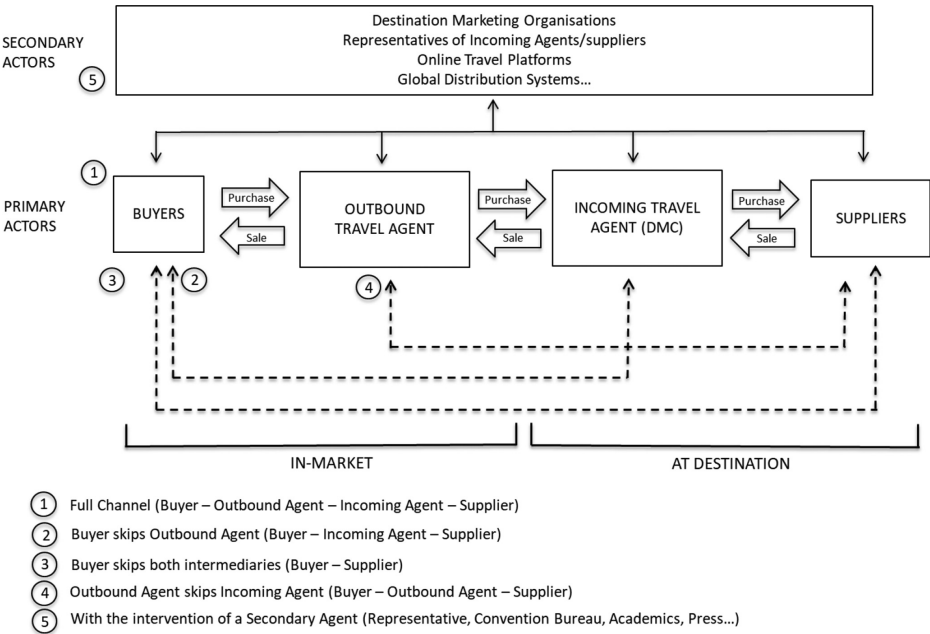 Destination Marketing Organisations
Representatives of Incoming Agents/suppliers
Online Travel Platforms
Global Distribution Systems...
SECONDARY
ACTORS
5
1
PRIMARY
ACTORS
BUYERS
Purchase
Sale
OUTBOUND
TRAVEL AGENT
Purchase
Sale
INCOMING TRAVEL
AGENT (DMC)
Purchase
Sale
SUPPLIERS
3
2
4
IN-MARKET
AT DESTINATION
1 Full Channel (Buyer – Outbound Agent – Incoming Agent – Supplier)
2 Buyer skips Outbound Agent (Buyer – Incoming Agent – Supplier)
3 Buyer skips both intermediaries (Buyer – Supplier)
4 Outbound Agent skips Incoming Agent (Buyer – Outbound Agent – Supplier)
5 With the intervention of a Secondary Agent (Representative, Convention Bureau, Academics, Press...)